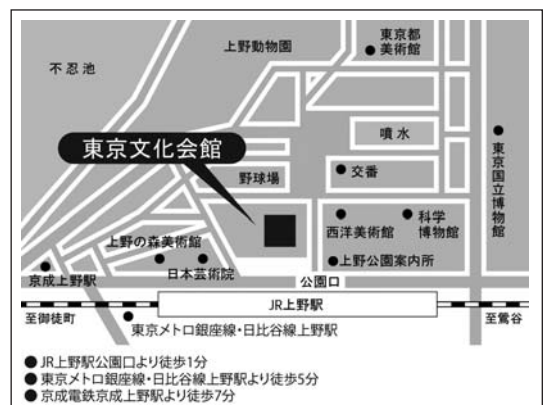 上野動物園
東京都
美術館
不忍池
噴水
東京文化会館
野球場
交番
東京国立博物館
西洋美術館
科学
博物館
上野の森美術館
日本芸術院
上野公園案内所
京成上野駅
公園口
JR上野駅
至御徒町
至鶯谷
東京メトロ銀座線・日比谷線上野駅
●JR上野駅公園口より徒歩1分
●東京メトロ銀座線・日比谷線上野駅より徒歩5分
●京成電鉄京成上野駅より徒歩7分